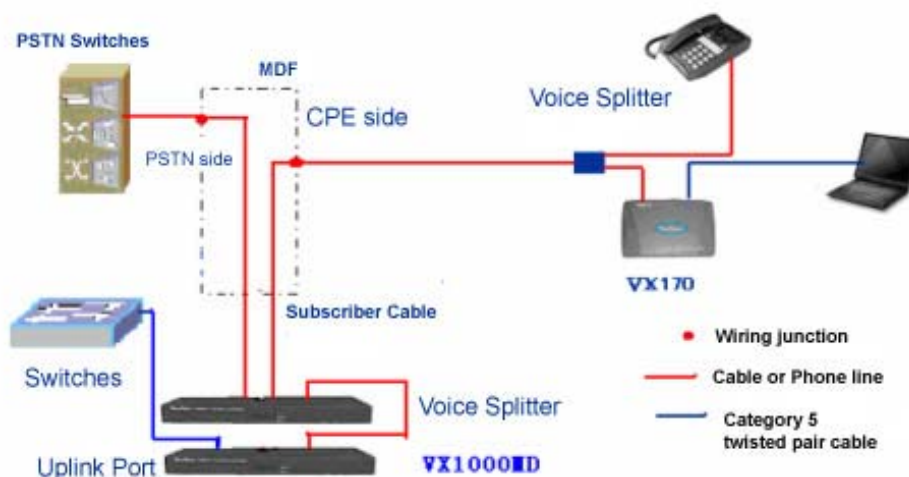 PSTN Switches
MDF
CPE side
PSTN side
Voice Splitter
VX170
Subscriber Cable
Switches
Voice Splitter
Uplink Port
VX1000MD
Wiring junction
Cable or Phone line
Category 5
twisted pair cable